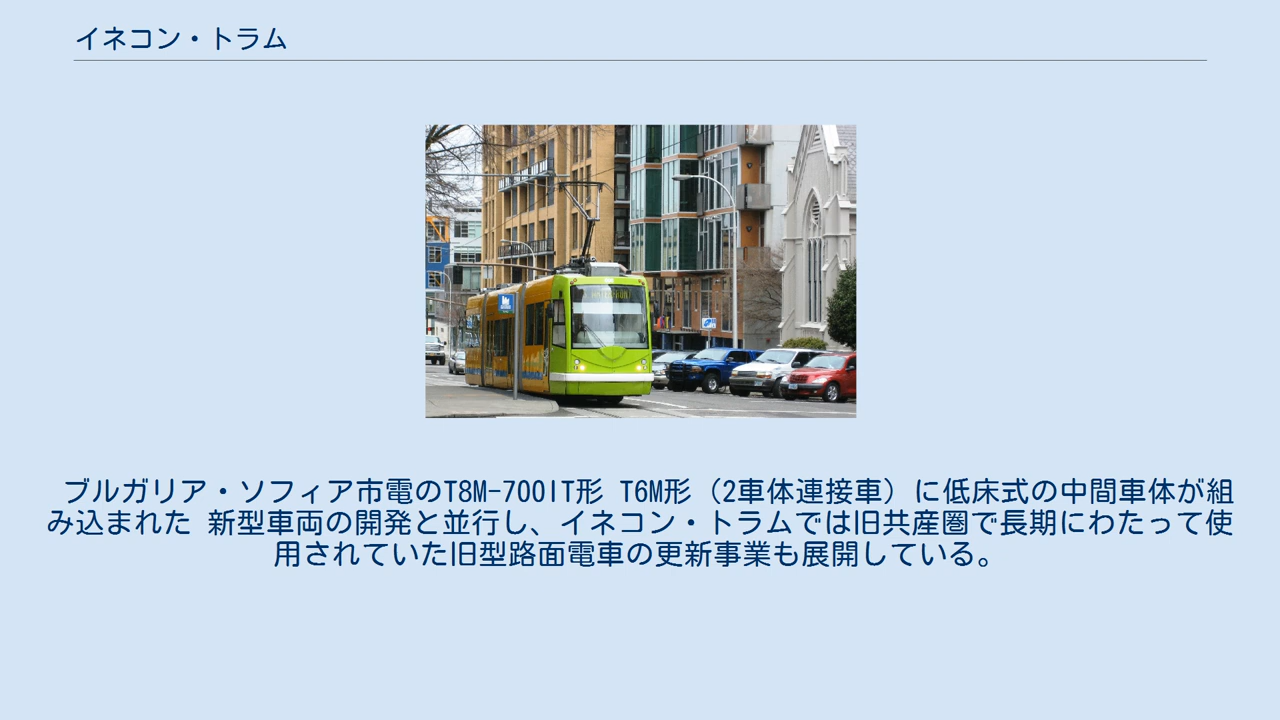 イネコン・トラム
ブルガリア・ソフィア市電のT8M-700IT形 T6M形（2車体連接車）に低床式の中間車体が組
み込まれた 新型車両の開発と並行し、イネコン・トラムでは旧共産圏で長期にわたって使
用されていた旧型路面電車の更新事業も展開している。